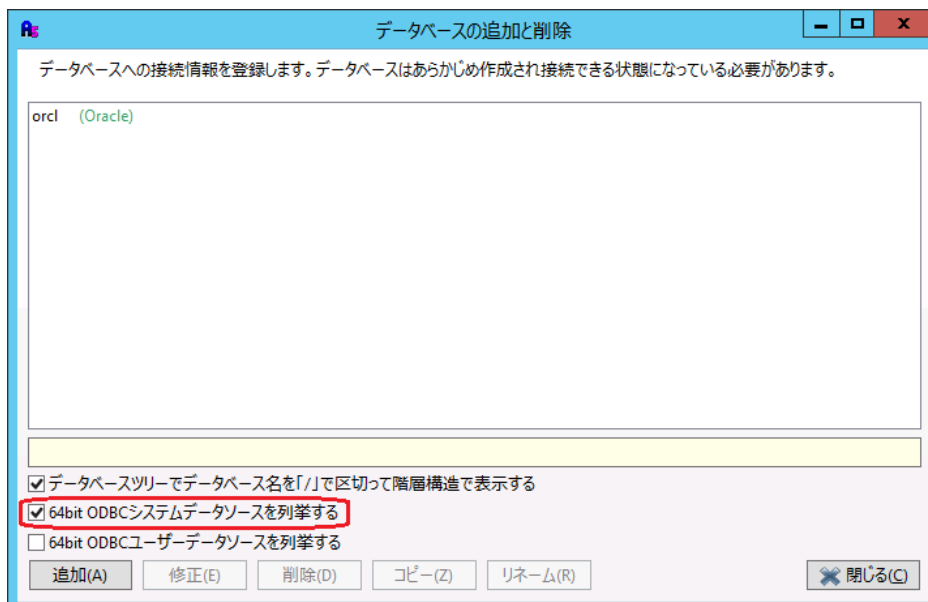 データベースの追加と削除
データベースへの接続情報を登録します。データベースはあらかじめ作成され接続できる状態になっている必要があります。
orcl (Oracle)
データベースツリーでデータベース名を「/」で区切って階層構造で表示する
64bit ODBCシステムデータソースを列挙する
64bit ODBCユーザーデータソースを列挙する
追加(A) 修正(E) 削除(D) コピー(Z) リネーム(R) 閉じる(C)